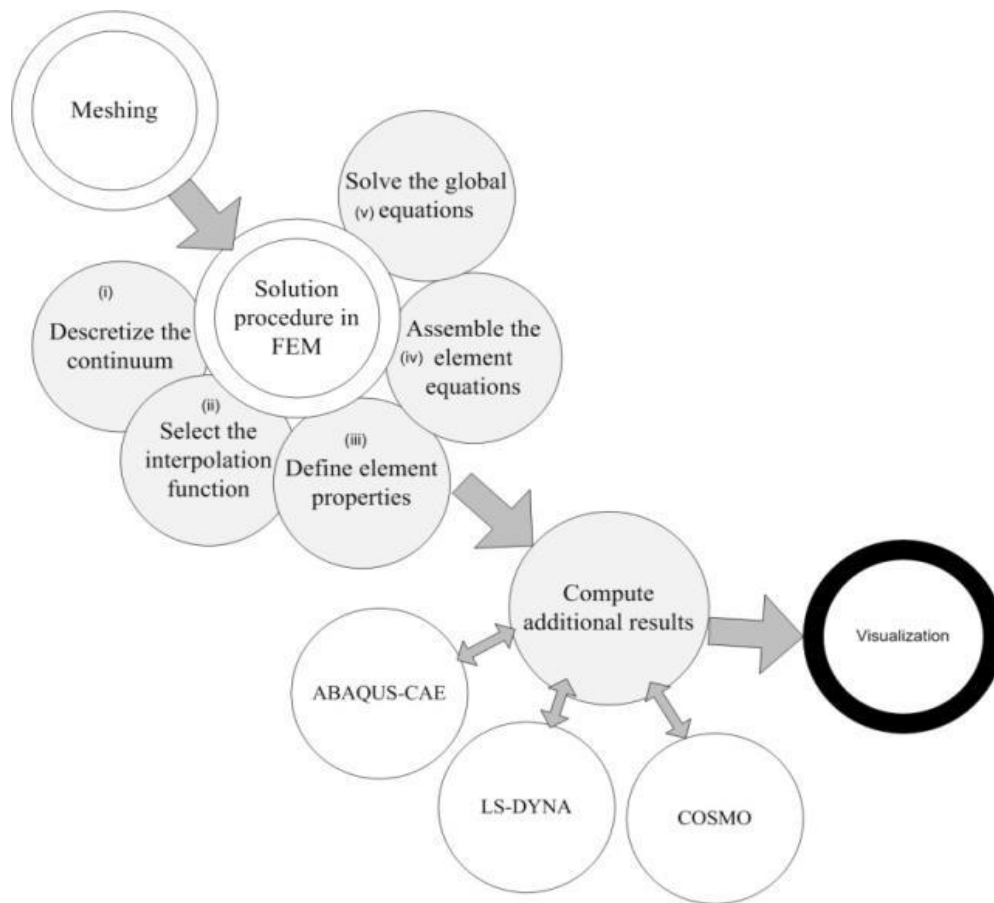 Meshing
Solve the global
(v) equations
Solution
procedure in
FEM
(i)
Descretize the
continuum
Assemble the
(iv) element
equations
(ii)
Select the
interpolation
function
(iii)
Define element
properties
Compute
additional results
Visualization
ABAQUS-CAE
LS-DYNA
COSMO